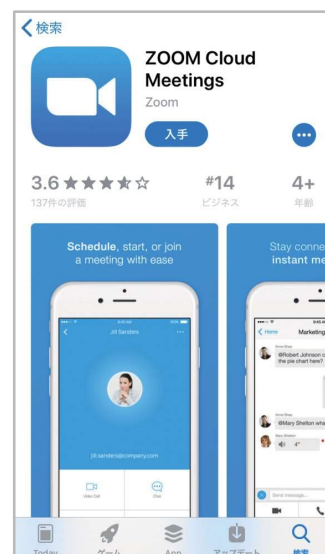 検索
ZOOM Cloud
Meetings
Zoom
入手
3.6 #14 4+
137件の評価 ビジネス 年齢
Schedule, start, or join
a meeting with ease
Stay conne
instant me
Jill Sanders
jill.sanders@company.com
Video Call
Chat
9:45 A
Home Marketing
@Robert Johnson c
the pie chart here?
@Mary Shelton wha
4"
Send message...
Today ゲーム App アップデート 検索